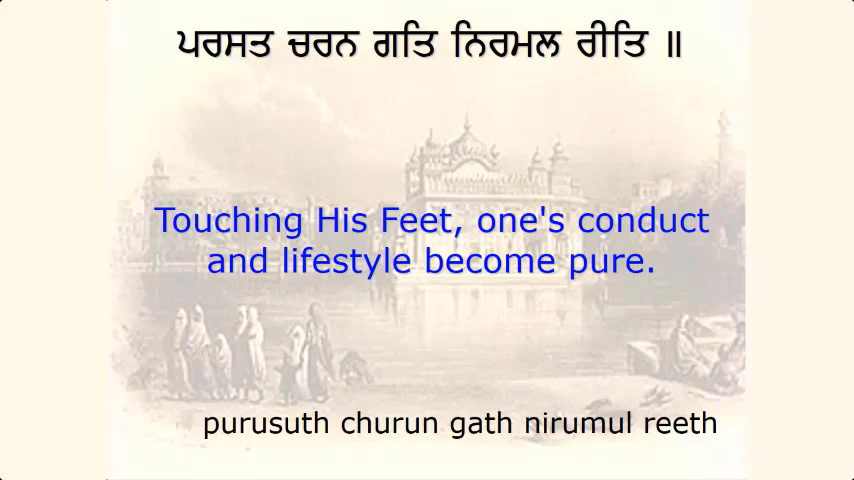 ਪਰਸਤ ਚਰਨ ਗਤਿ ਨਿਰਮਲ ਰੀਤਿ ॥
Touching His Feet, one's conduct
and lifestyle become pure.
purusuth churun gath nirumul reeth